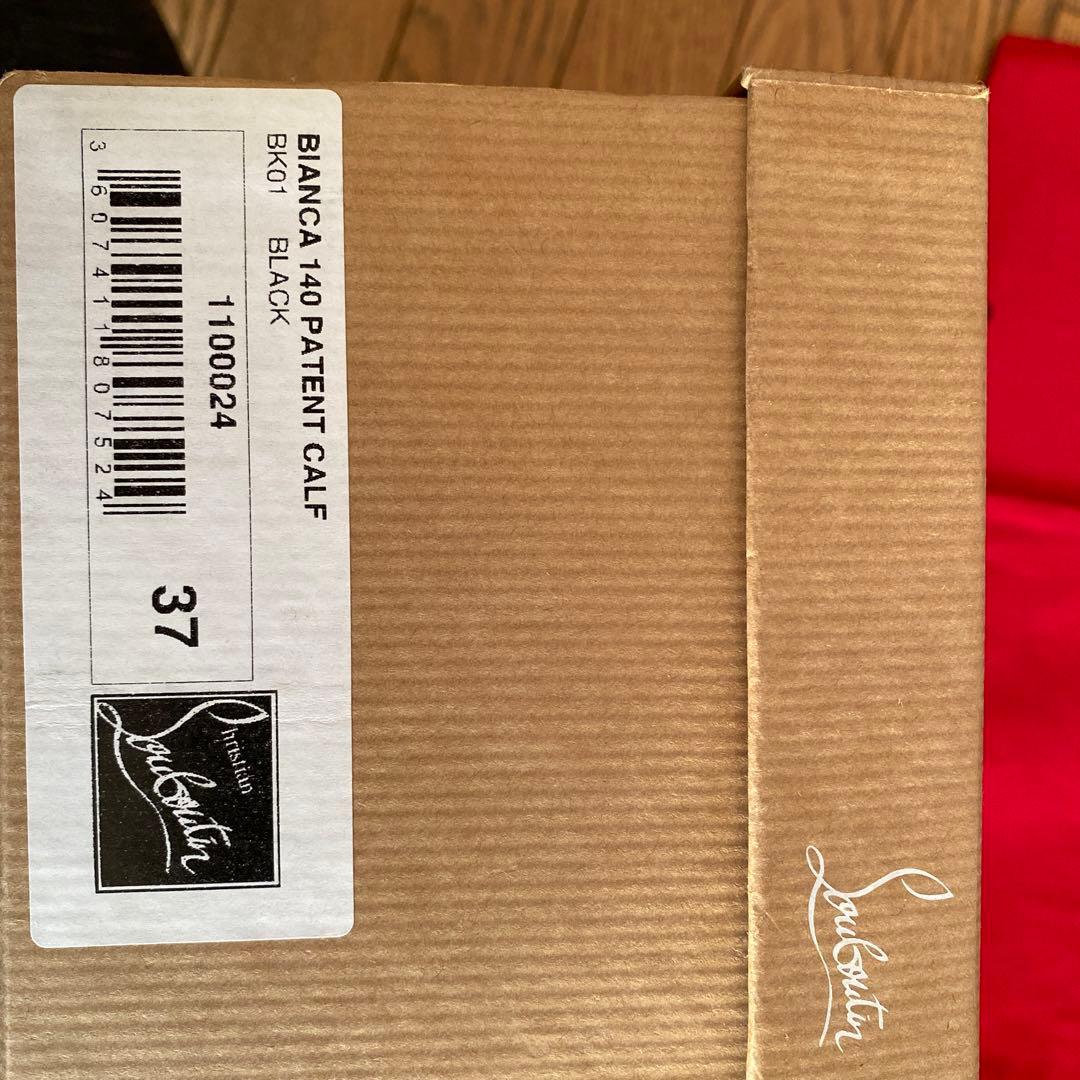 BIANCA 140 PATENT CALF
BK01 BLACK
1100024
3 607411 807524
37
Christian
Louboutin
Louboutin